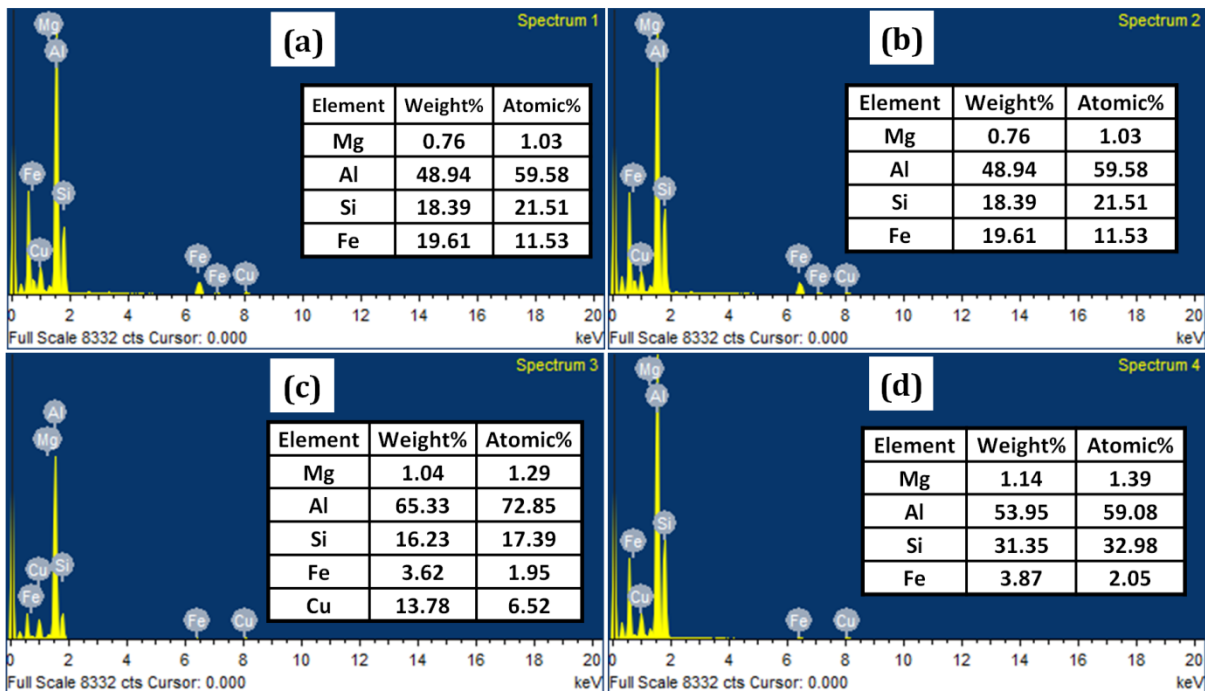 Spectrum 1
(a)
Mg
Al
Fe
Si
Cu
Fe
Fe
Cu
Element Weight% Atomic%
Mg 0.76 1.03
Al 48.94 59.58
Si 18.39 21.51
Fe 19.61 11.53
0 2 4 6 8 10 12 14 16 18 20
Full Scale 8332 cts Cursor: 0.000 keV
Spectrum 2
(b)
Mg
Al
Fe
Si
Cu
Fe
Fe
Cu
Element Weight% Atomic%
Mg 0.76 1.03
Al 48.94 59.58
Si 18.39 21.51
Fe 19.61 11.53
0 2 4 6 8 10 12 14 16 18 20
Full Scale 8332 cts Cursor: 0.000 keV
Spectrum 3
(c)
Al
Mg
Cu
Si
Fe
Fe
Cu
Element Weight% Atomic%
Mg 1.04 1.29
Al 65.33 72.85
Si 16.23 17.39
Fe 3.62 1.95
Cu 13.78 6.52
0 2 4 6 8 10 12 14 16 18 20
Full Scale 8332 cts Cursor: 0.000 keV
Spectrum 4
(d)
Mg
Al
Si
Fe
Cu
Fe
Cu
Element Weight% Atomic%
Mg 1.14 1.39
Al 53.95 59.08
Si 31.35 32.98
Fe 3.87 2.05
0 2 4 6 8 10 12 14 16 18 20
Full Scale 8332 cts Cursor: 0.000 keV